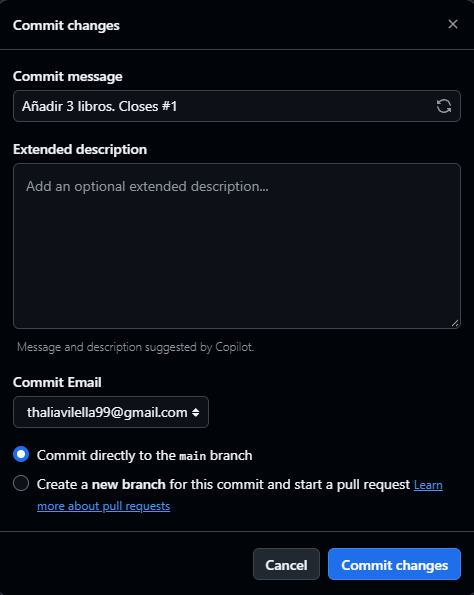 Commit changes
Commit message
Añadir 3 libros. Closes #1
Extended description
Add an optional extended description...
Message and description suggested by Copilot.
Commit Email
thaliavilella99@gmail.com
Commit directly to the main branch
Create a new branch for this commit and start a pull request Learn
more about pull requests
Cancel
Commit changes